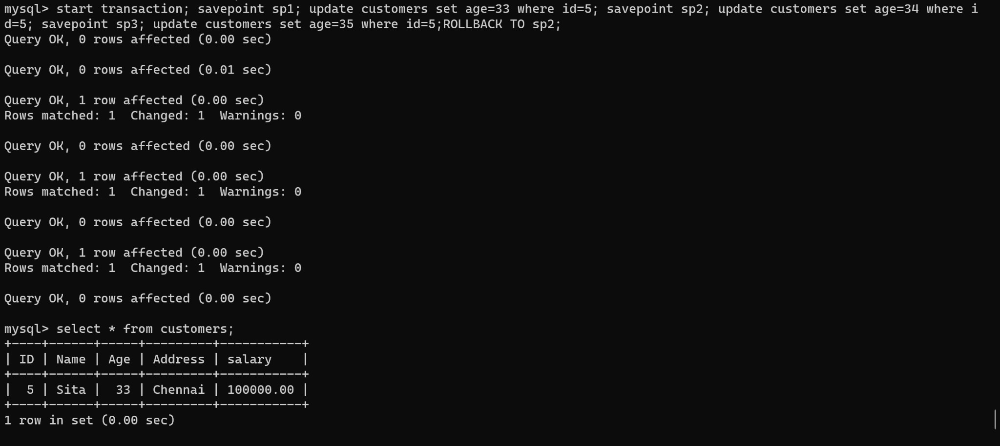 mysql> start transaction; savepoint sp1; update customers set age=33 where id=5; savepoint sp2; update customers set age=34 where i
d=5; savepoint sp3; update customers set age=35 where id=5;ROLLBACK TO sp2;
Query OK, 0 rows affected (0.00 sec)

Query OK, 0 rows affected (0.01 sec)

Query OK, 1 row affected (0.00 sec)
Rows matched: 1  Changed: 1  Warnings: 0

Query OK, 0 rows affected (0.00 sec)

Query OK, 1 row affected (0.00 sec)
Rows matched: 1  Changed: 1  Warnings: 0

Query OK, 0 rows affected (0.00 sec)

Query OK, 1 row affected (0.00 sec)
Rows matched: 1  Changed: 1  Warnings: 0

Query OK, 0 rows affected (0.00 sec)

mysql> select * from customers;
+----+------+-----+---------+-----------+
| ID | Name | Age | Address | salary    |
+----+------+-----+---------+-----------+
|  5 | Sita |  33 | Chennai | 100000.00 |
+----+------+-----+---------+-----------+
1 row in set (0.00 sec)